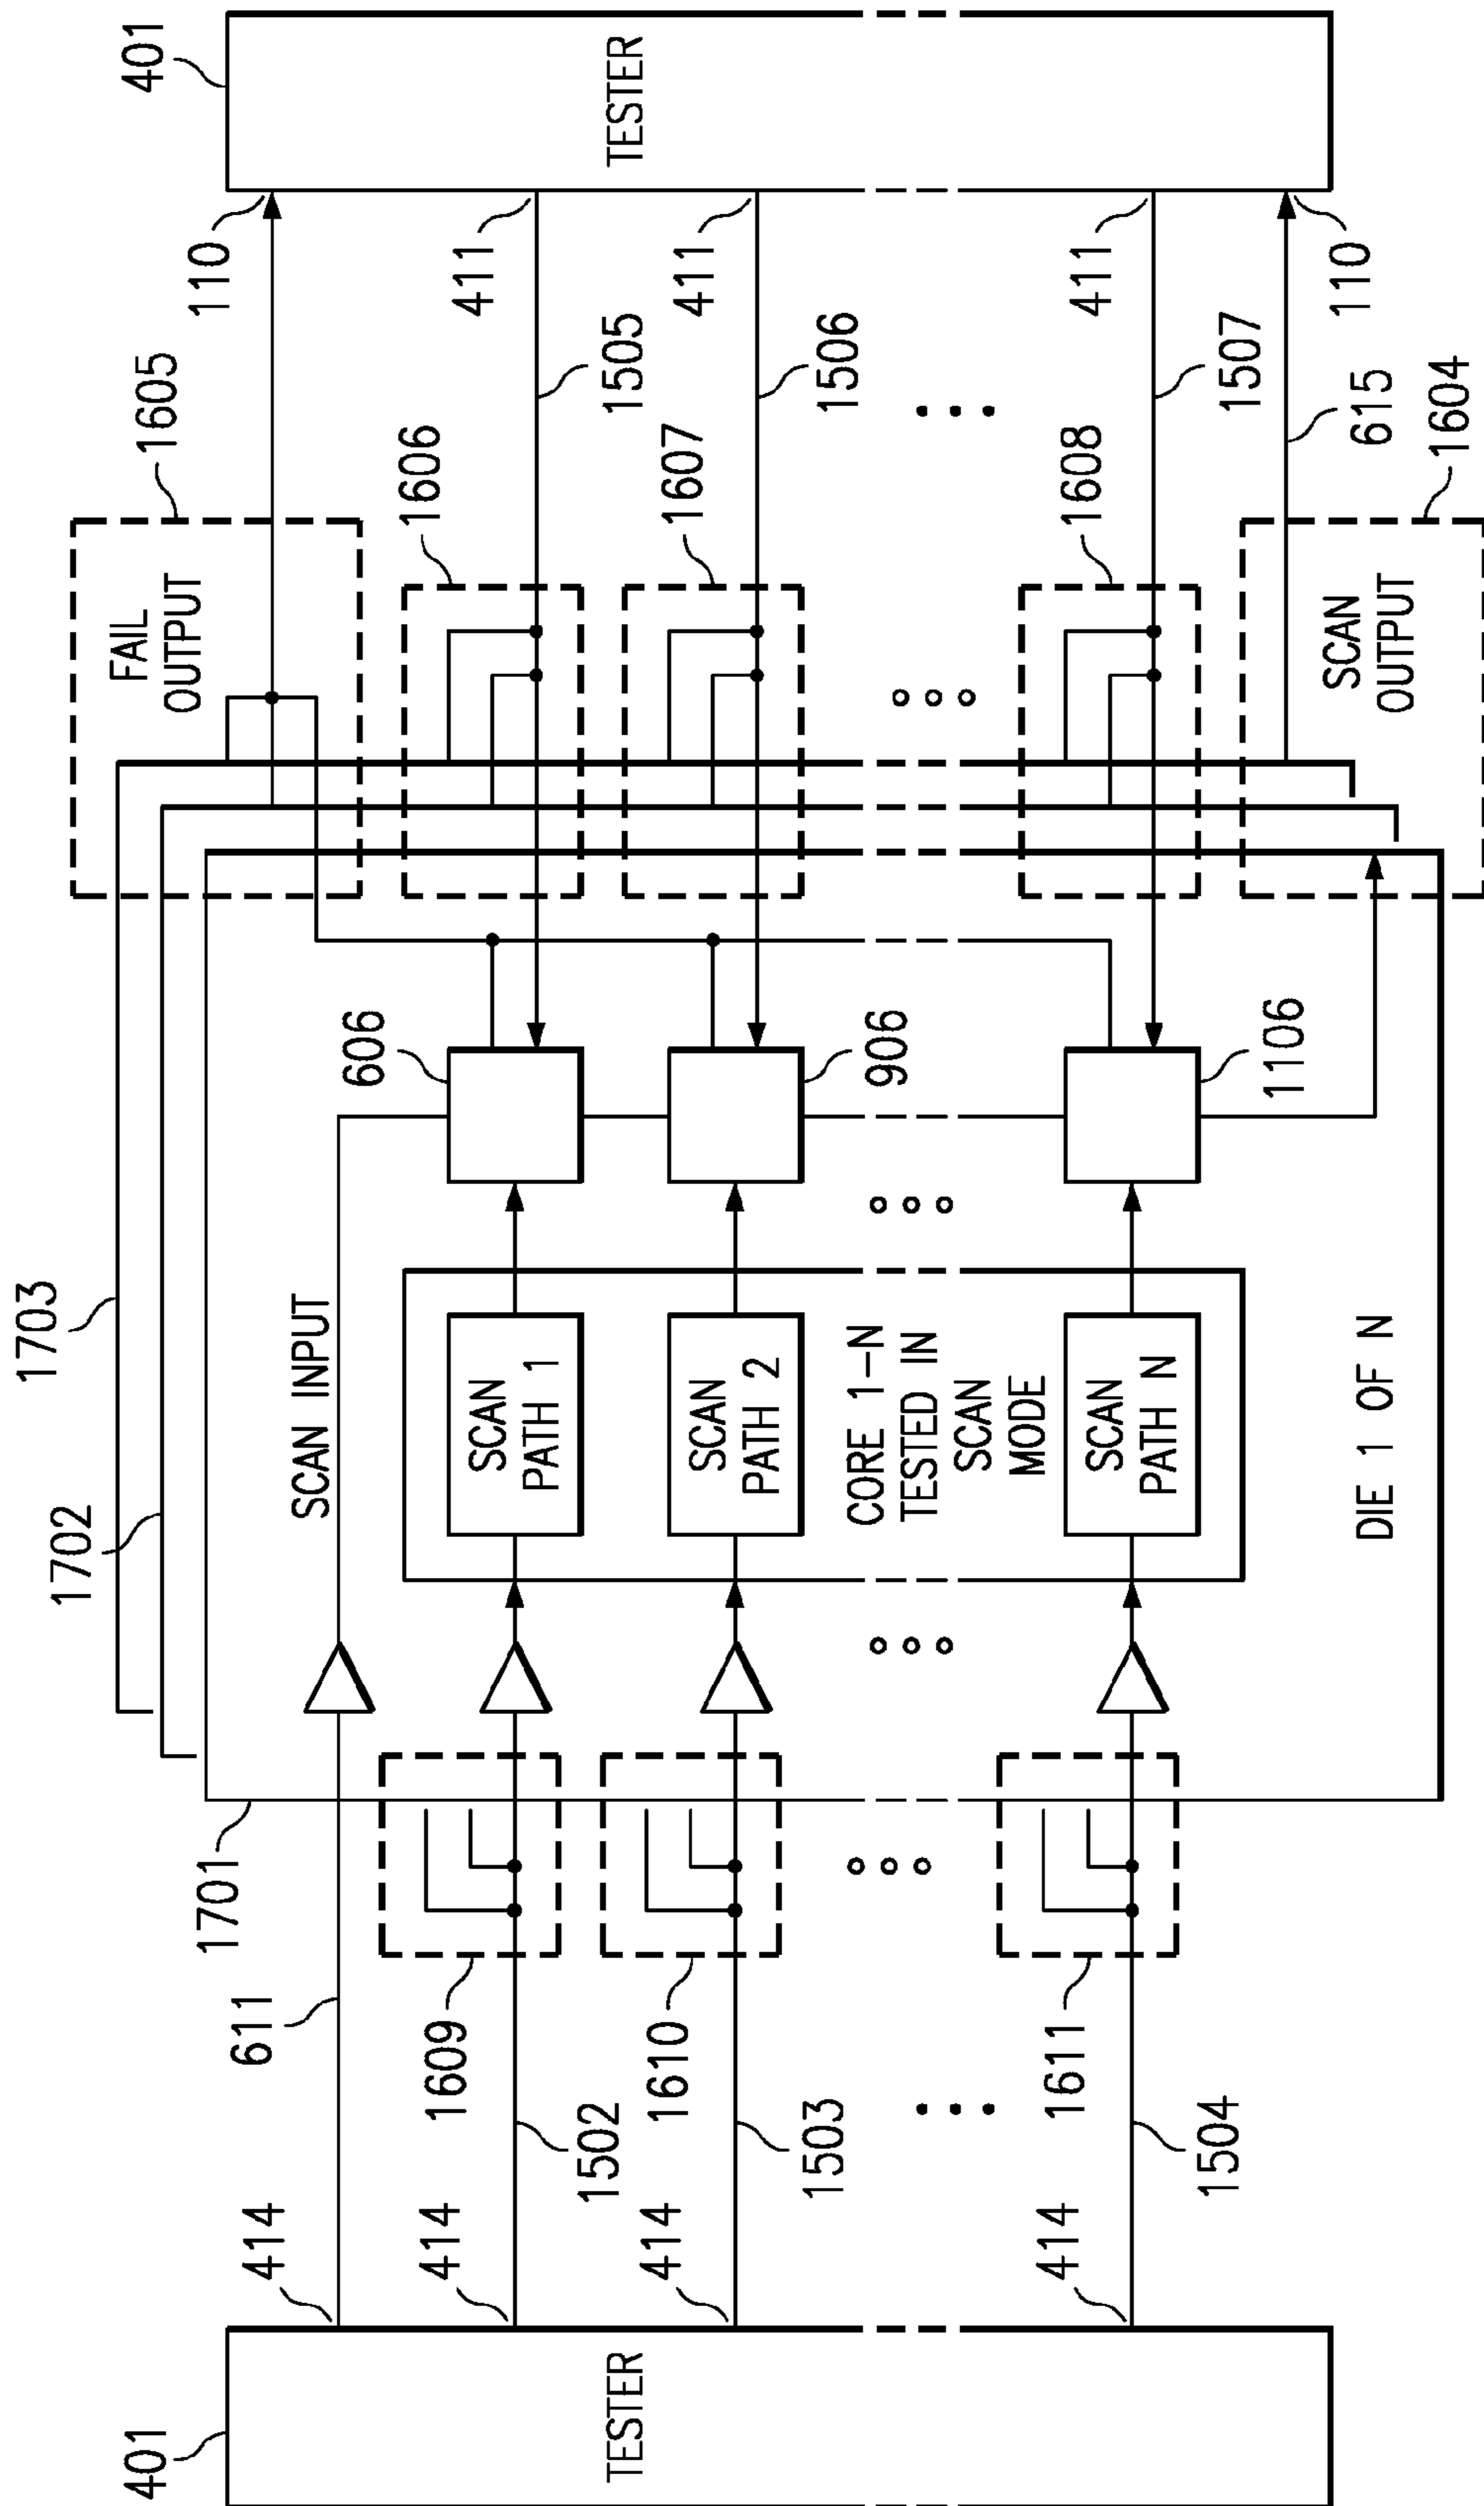 401
TESTER
414
611
414
1502
1609
414
1503
1610
414
1504
1611
1701
1702
1703
SCAN INPUT
SCAN
PATH 1
SCAN
PATH 2
CORE 1-N
TESTED IN
SCAN
MODE
SCAN
PATH N
DIE 1 OF N
606
906
1106
FAIL
OUTPUT
1605
1606
1607
1608
SCAN
OUTPUT
1604
615
1505
1506
1507
110
411
411
411
110
401
TESTER